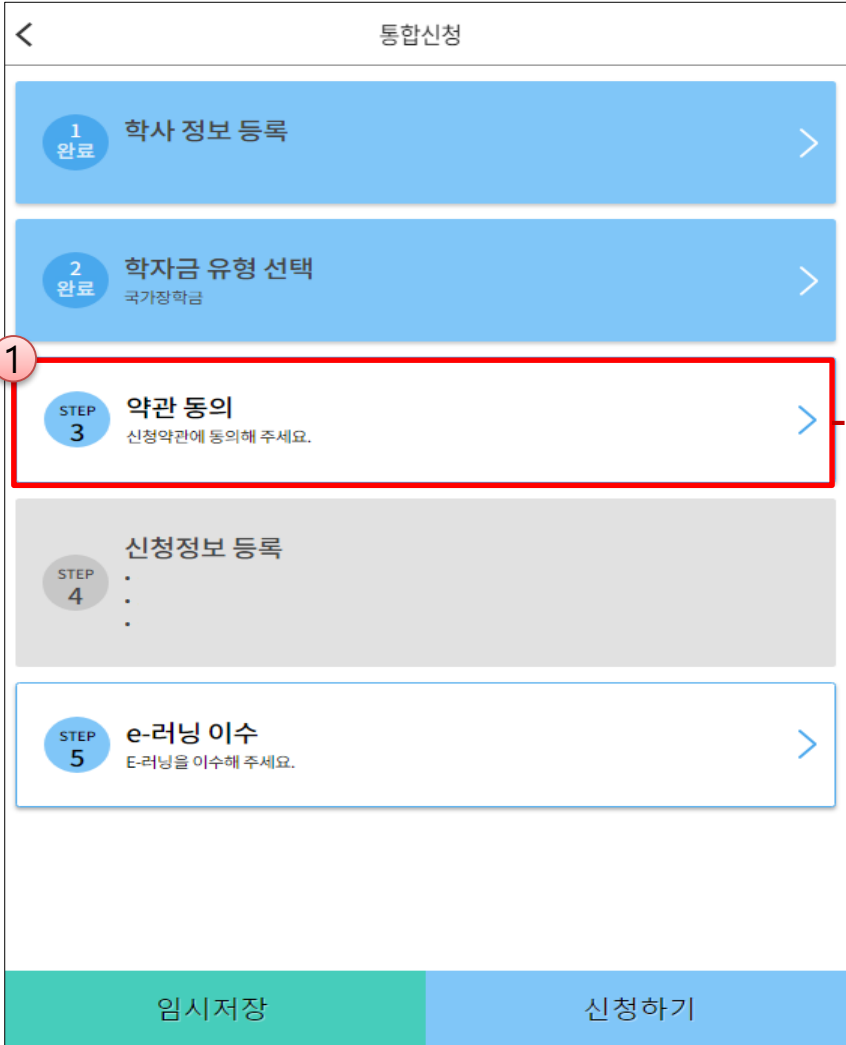 통합신청
1
완료
학사 정보 등록
2
완료
학자금 유형 선택
국가장학금
1
STEP
3
약관 동의
신청약관에 동의해 주세요.
STEP
4
신청정보 등록
STEP
5
e-러닝 이수
E-러닝을 이수해 주세요.
임시저장
신청하기